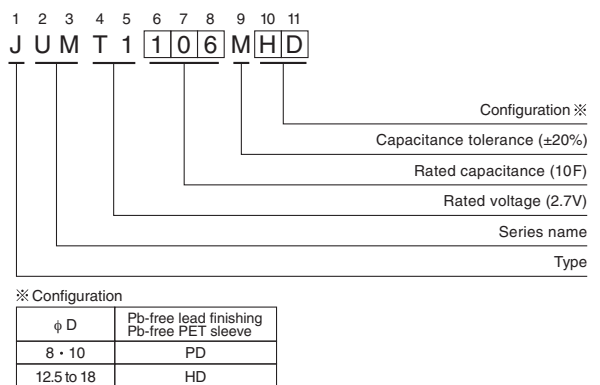 1 2 3 4 5 6 7 8 9 10 11
J U M T 1 1 0 6 M H D
Configuration ※
Capacitance tolerance (±20%)
Rated capacitance (10F)
Rated voltage (2.7V)
Series name
Type
※ Configuration
ϕ D Pb-free lead finishing
Pb-free PET sleeve
8 · 10 PD
12.5 to 18 HD